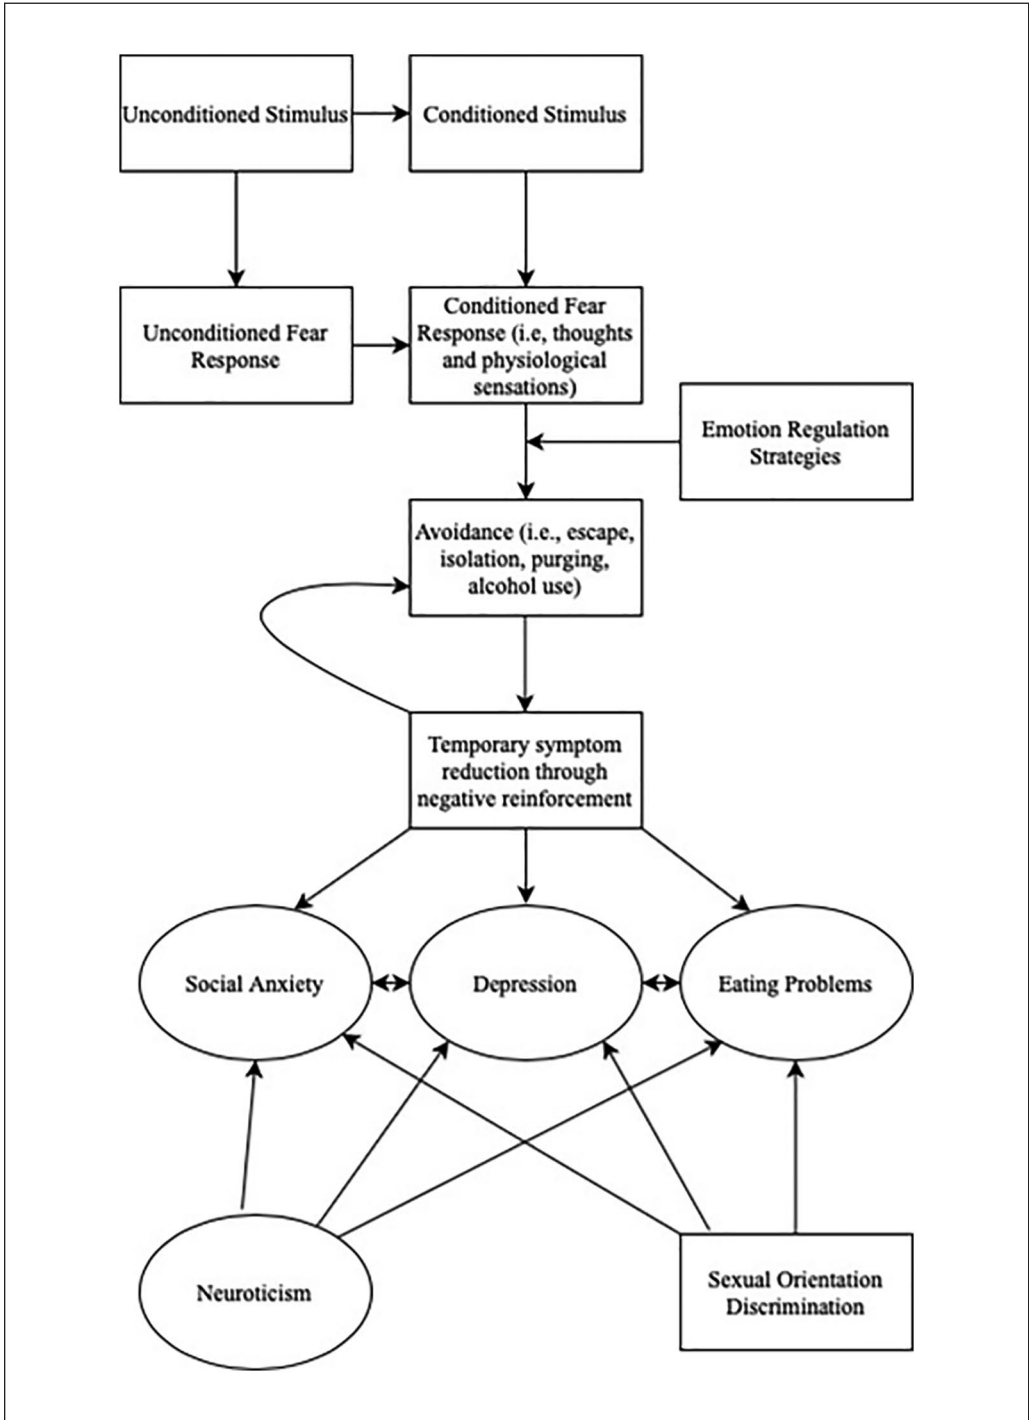 Unconditioned Stimulus
Conditioned Stimulus
Unconditioned Fear
Response
Conditioned Fear
Response (i.e, thoughts
and physiological
sensations)
Emotion Regulation
Strategies
Avoidance (i.e., escape,
isolation, purging,
alcohol use)
Temporary symptom
reduction through
negative reinforcement
Social Anxiety
Depression
Eating Problems
Neuroticism
Sexual Orientation
Discrimination